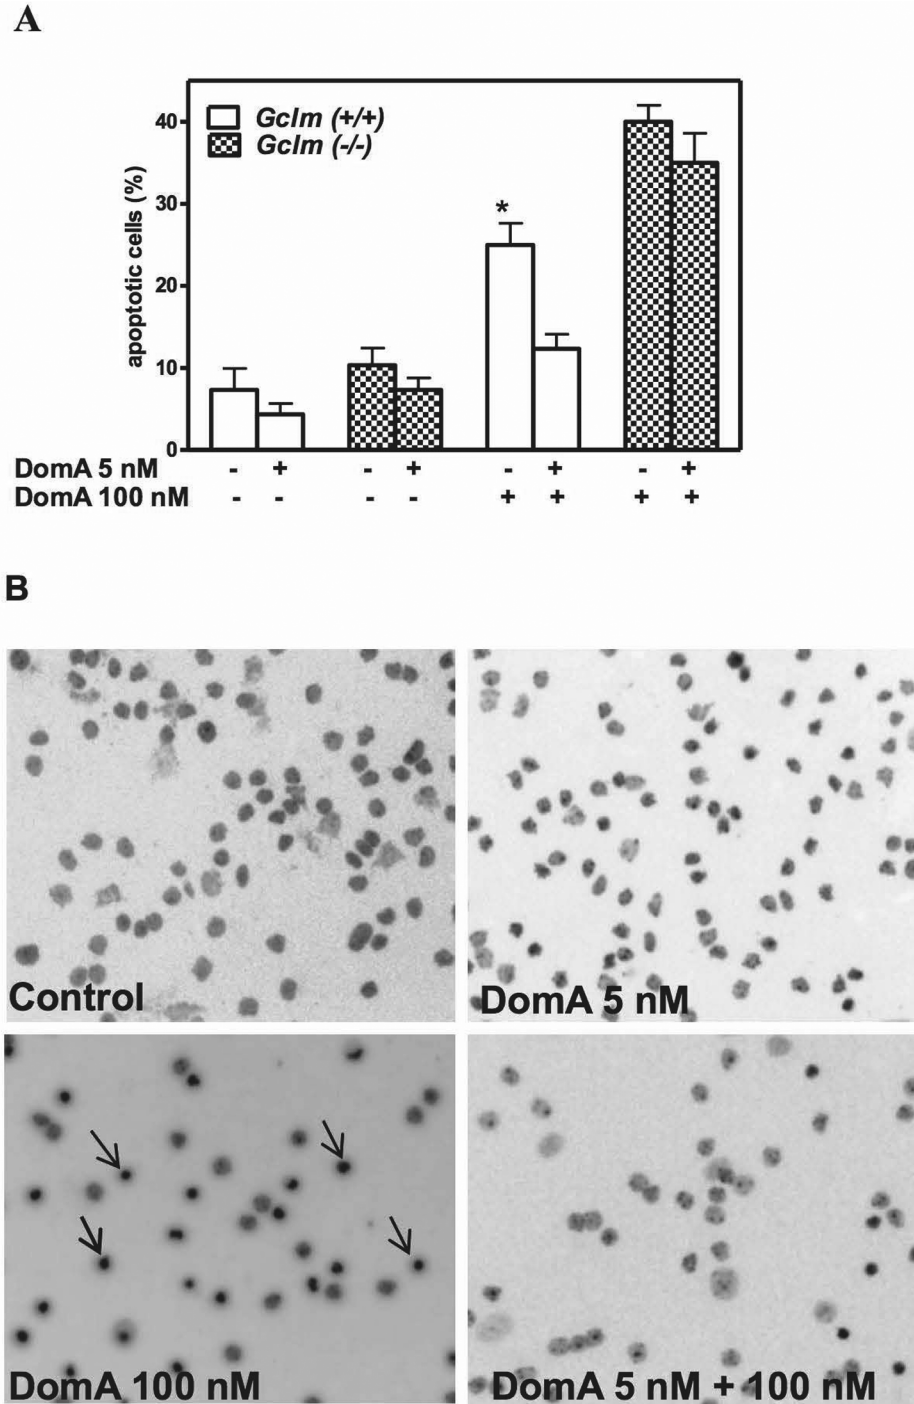 A
Gclm (+/+)
Gclm (-/-)
apoptotic cells (%)
40
30
20
10
0
DomA 5 nM - + - + - + - +
DomA 100 nM - - - - + + + +
*
B
Control
DomA 5 nM
DomA 100 nM
DomA 5 nM + 100 nM